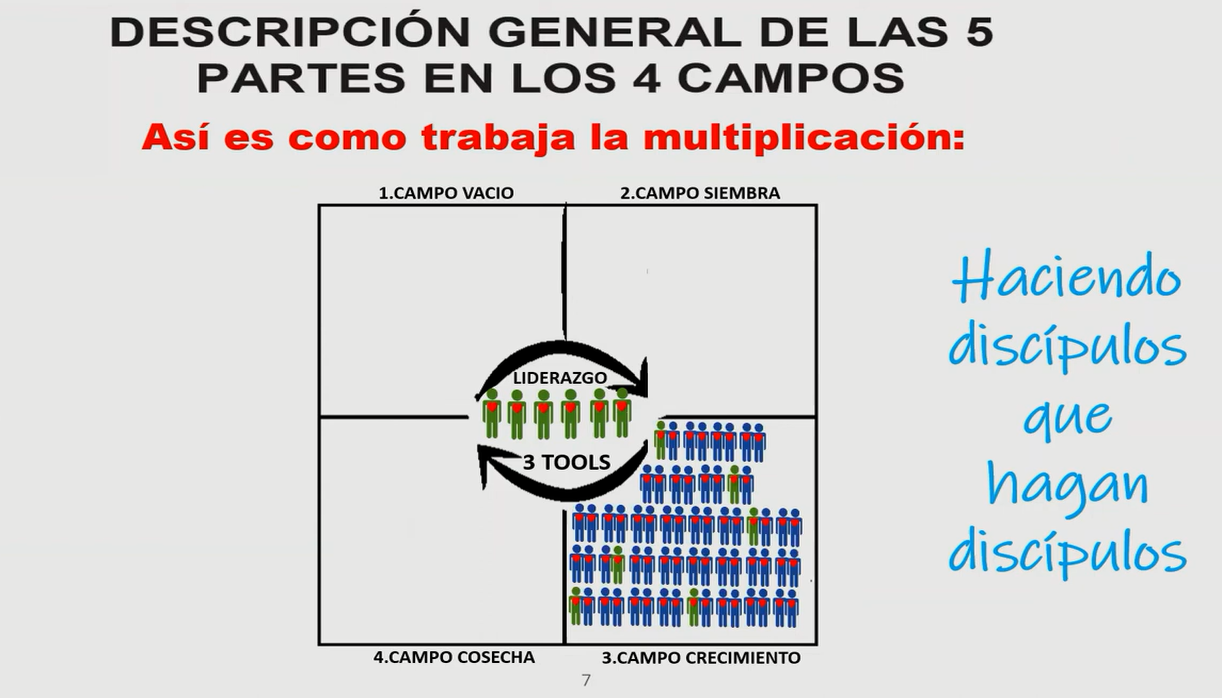 DESCRIPCIÓN GENERAL DE LAS 5
PARTES EN LOS 4 CAMPOS
Así es como trabaja la multiplicación:
1.CAMPO VACIO
2.CAMPO SIEMBRA
LIDERAZGO
3 TOOLS
4.CAMPO COSECHA
3.CAMPO CRECIMIENTO
Haciendo
discípulos
que
hagan
discípulos
7